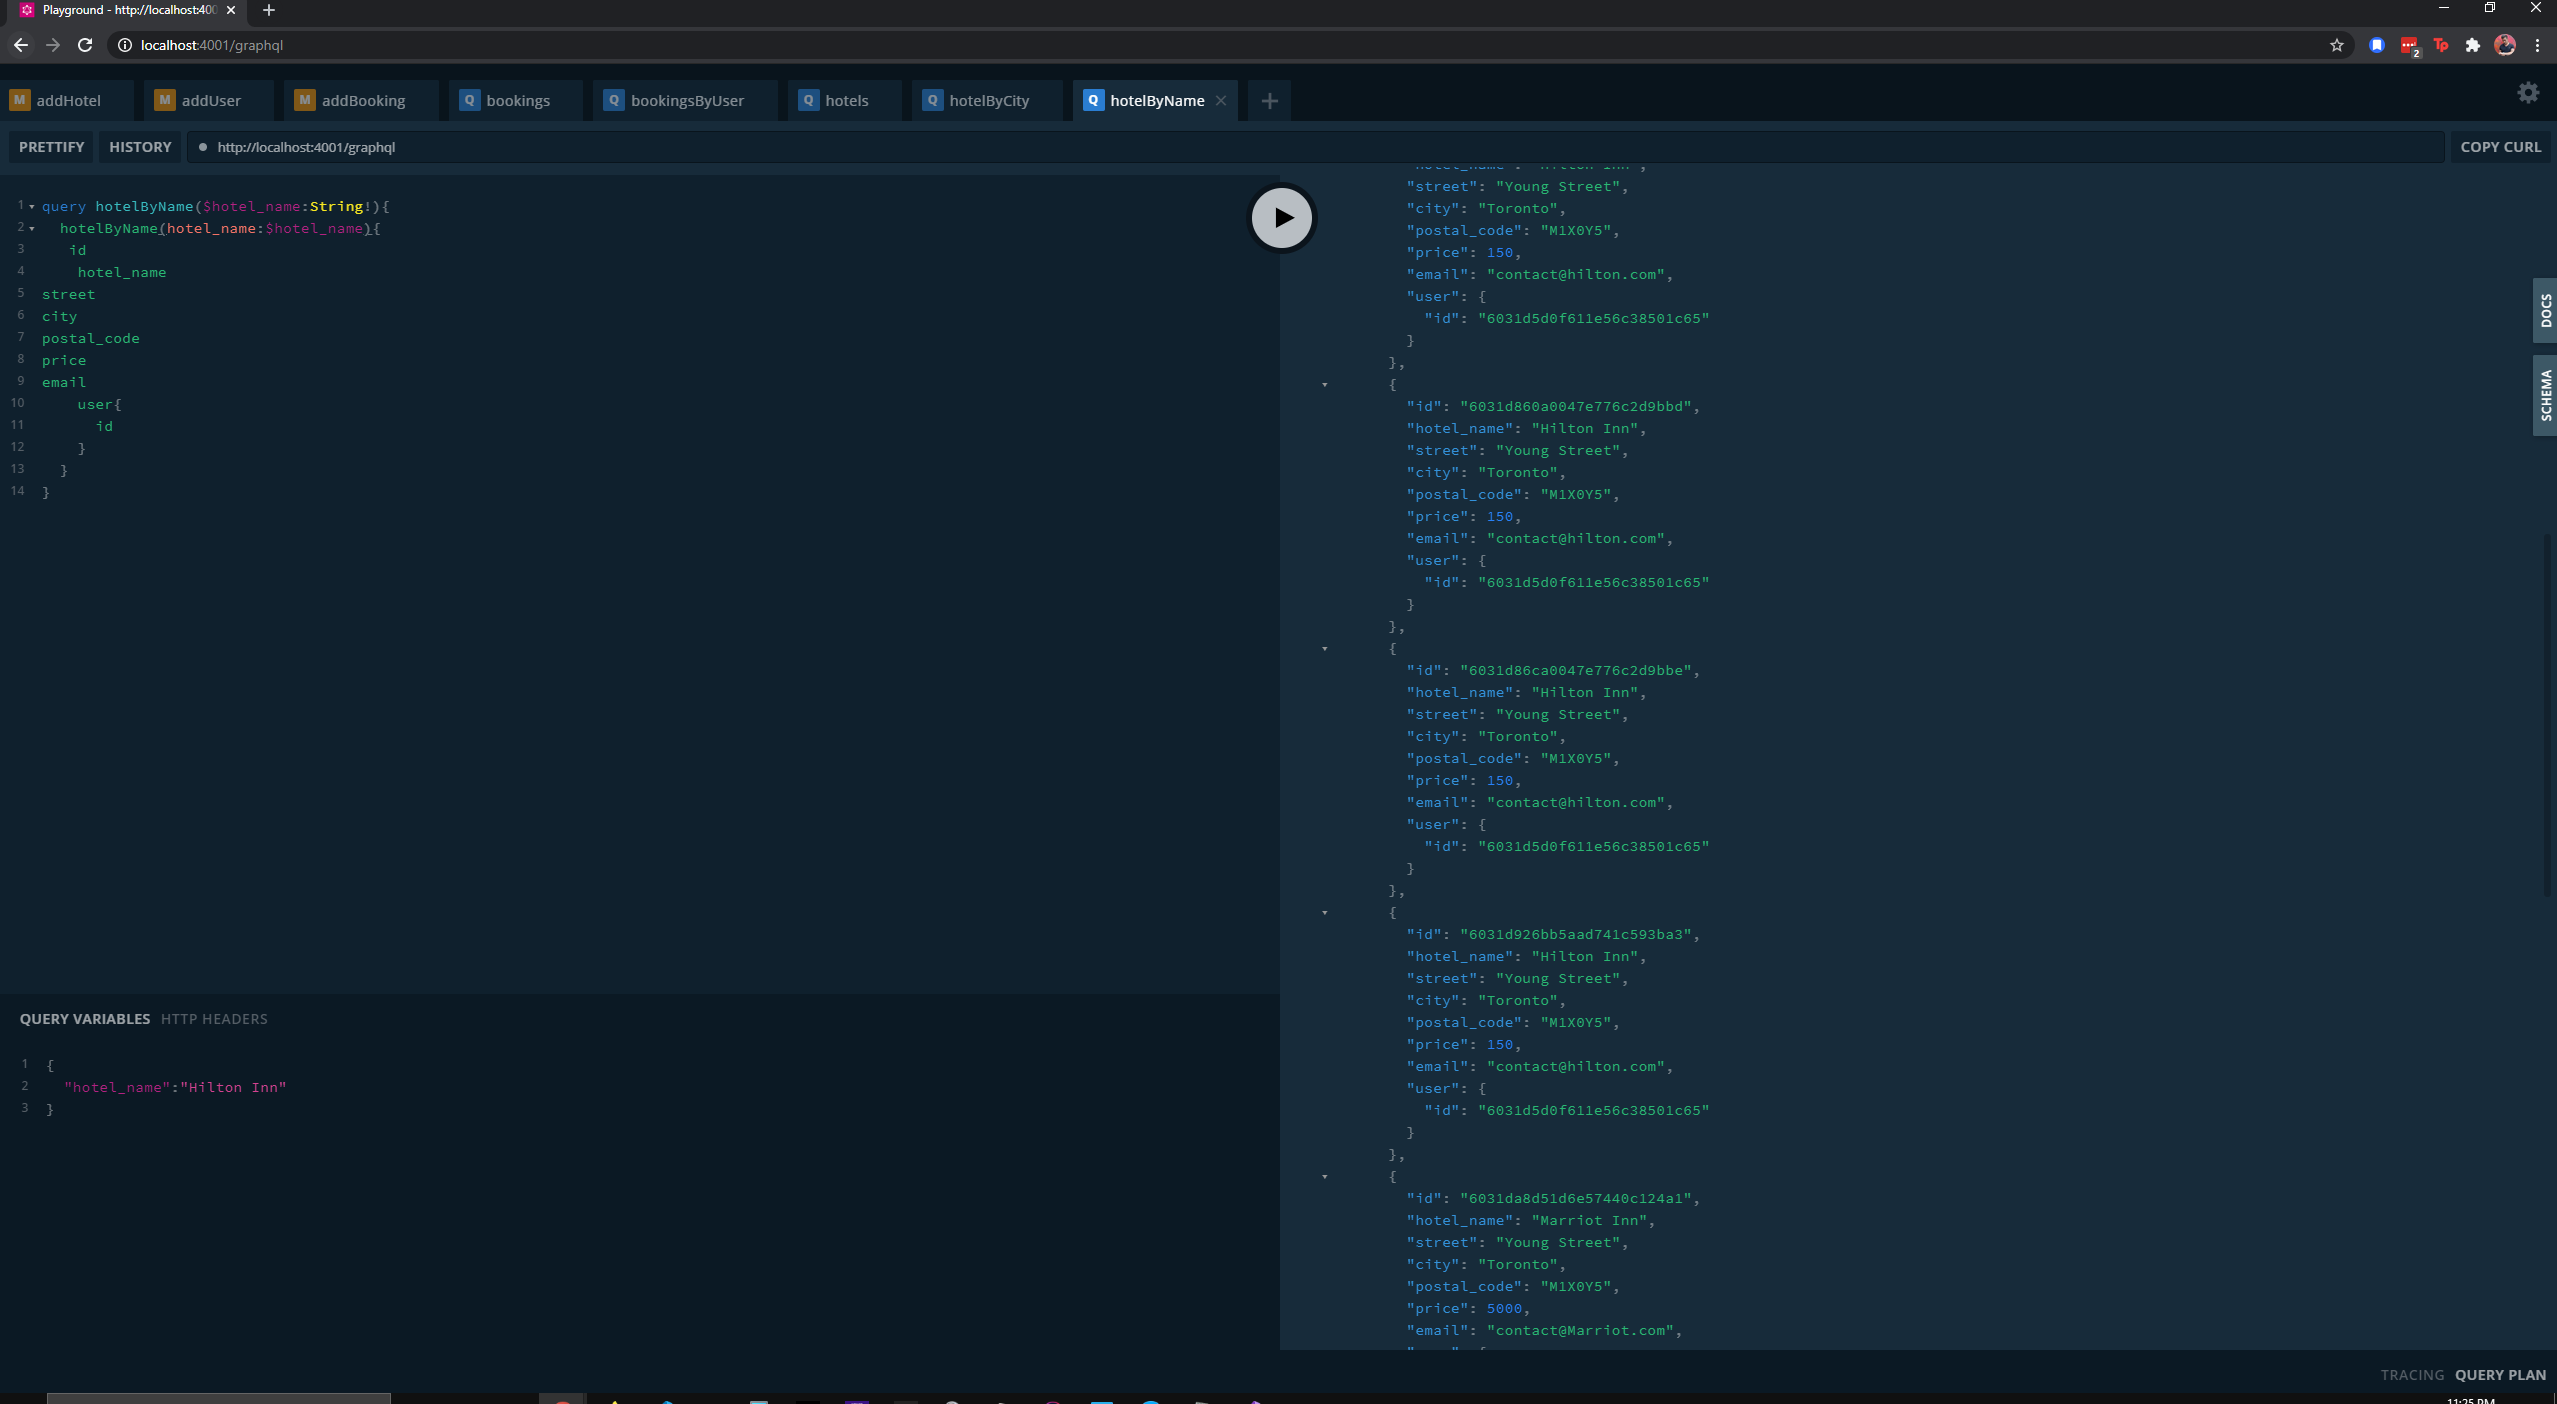 Playground - http://localhost:400
localhost:4001/graphql
2
M addHotel M addUser M addBooking Q bookings Q bookingsByUser Q hotels Q hotelByCity Q hotelByName
PRETTIFY HISTORY http://localhost:4001/graphql COPY CURL
1 query hotelByName($hotel_name:String!){
2 hotelByName(hotel_name:$hotel_name){
3 id
4 hotel_name
5 street
6 city
7 postal_code
8 price
9 email
10 user{
11 id
12 }
13 }
14 }
QUERY VARIABLES HTTP HEADERS
1 {
2 "hotel_name":"Hilton Inn"
3 }
"street": "Young Street",
"city": "Toronto",
"postal_code": "M1X0Y5",
"price": 150,
"email": "contact@hilton.com",
"user": {
"id": "6031d5d0f611e56c38501c65"
}
},
{
"id": "6031d860a0047e776c2d9bbd",
"hotel_name": "Hilton Inn",
"street": "Young Street",
"city": "Toronto",
"postal_code": "M1X0Y5",
"price": 150,
"email": "contact@hilton.com",
"user": {
"id": "6031d5d0f611e56c38501c65"
}
},
{
"id": "6031d86ca0047e776c2d9bbe",
"hotel_name": "Hilton Inn",
"street": "Young Street",
"city": "Toronto",
"postal_code": "M1X0Y5",
"price": 150,
"email": "contact@hilton.com",
"user": {
"id": "6031d5d0f611e56c38501c65"
}
},
{
"id": "6031d926bb5aad741c593ba3",
"hotel_name": "Hilton Inn",
"street": "Young Street",
"city": "Toronto",
"postal_code": "M1X0Y5",
"price": 150,
"email": "contact@hilton.com",
"user": {
"id": "6031d5d0f611e56c38501c65"
}
},
{
"id": "6031da8d51d6e57440c124a1",
"hotel_name": "Marriot Inn",
"street": "Young Street",
"city": "Toronto",
"postal_code": "M1X0Y5",
"price": 5000,
"email": "contact@Marriot.com",
DOCS
SCHEMA
TRACING QUERY PLAN
11:25 PM